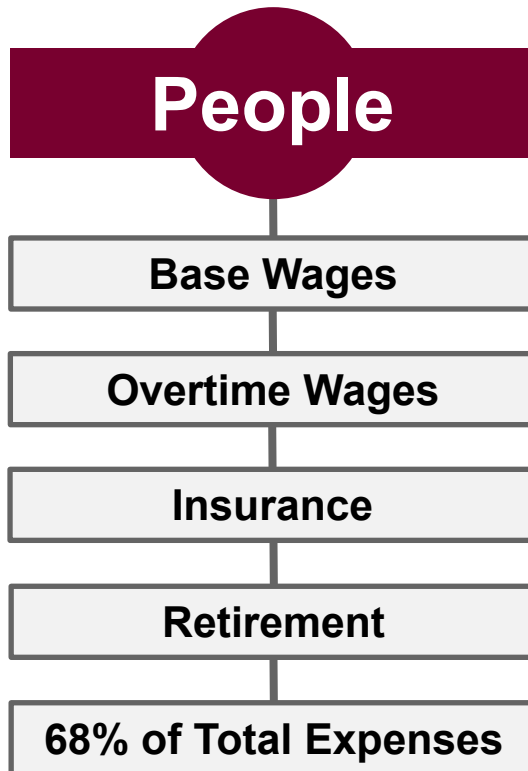 People
Base Wages
Overtime Wages
Insurance
Retirement
68% of Total Expenses